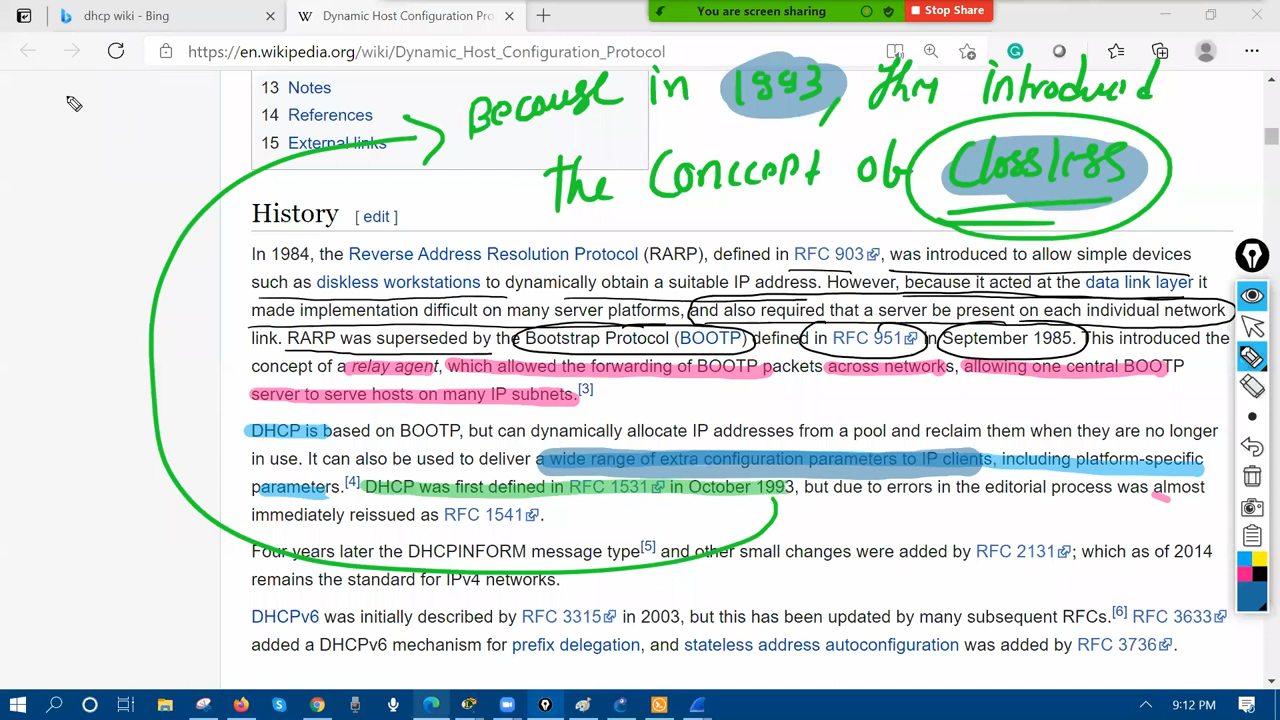 dhcp wiki - Bing
Dynamic Host Configuration Pro
You are screen sharing
Stop Share
https://en.wikipedia.org/wiki/Dynamic_Host_Configuration_Protocol
13 Notes
14 References
15 External links
Because in 1993, they introduced
the concept of Classless
History [ edit ]
In 1984, the Reverse Address Resolution Protocol (RARP), defined in RFC 903, was introduced to allow simple devices
such as diskless workstations to dynamically obtain a suitable IP address. However, because it acted at the data link layer it
made implementation difficult on many server platforms, and also required that a server be present on each individual network
link. RARP was superseded by the Bootstrap Protocol (BOOTP) defined in RFC 951 in September 1985. This introduced the
concept of a relay agent, which allowed the forwarding of BOOTP packets across networks, allowing one central BOOTP
server to serve hosts on many IP subnets.[3]
DHCP is based on BOOTP, but can dynamically allocate IP addresses from a pool and reclaim them when they are no longer
in use. It can also be used to deliver a wide range of extra configuration parameters to IP clients, including platform-specific
parameters.[4] DHCP was first defined in RFC 1531 in October 1993, but due to errors in the editorial process was almost
immediately reissued as RFC 1541.
Four years later the DHCPINFORM message type[5] and other small changes were added by RFC 2131; which as of 2014
remains the standard for IPv4 networks.
DHCPv6 was initially described by RFC 3315 in 2003, but this has been updated by many subsequent RFCs.[6] RFC 3633
added a DHCPv6 mechanism for prefix delegation, and stateless address autoconfiguration was added by RFC 3736.
9:12 PM